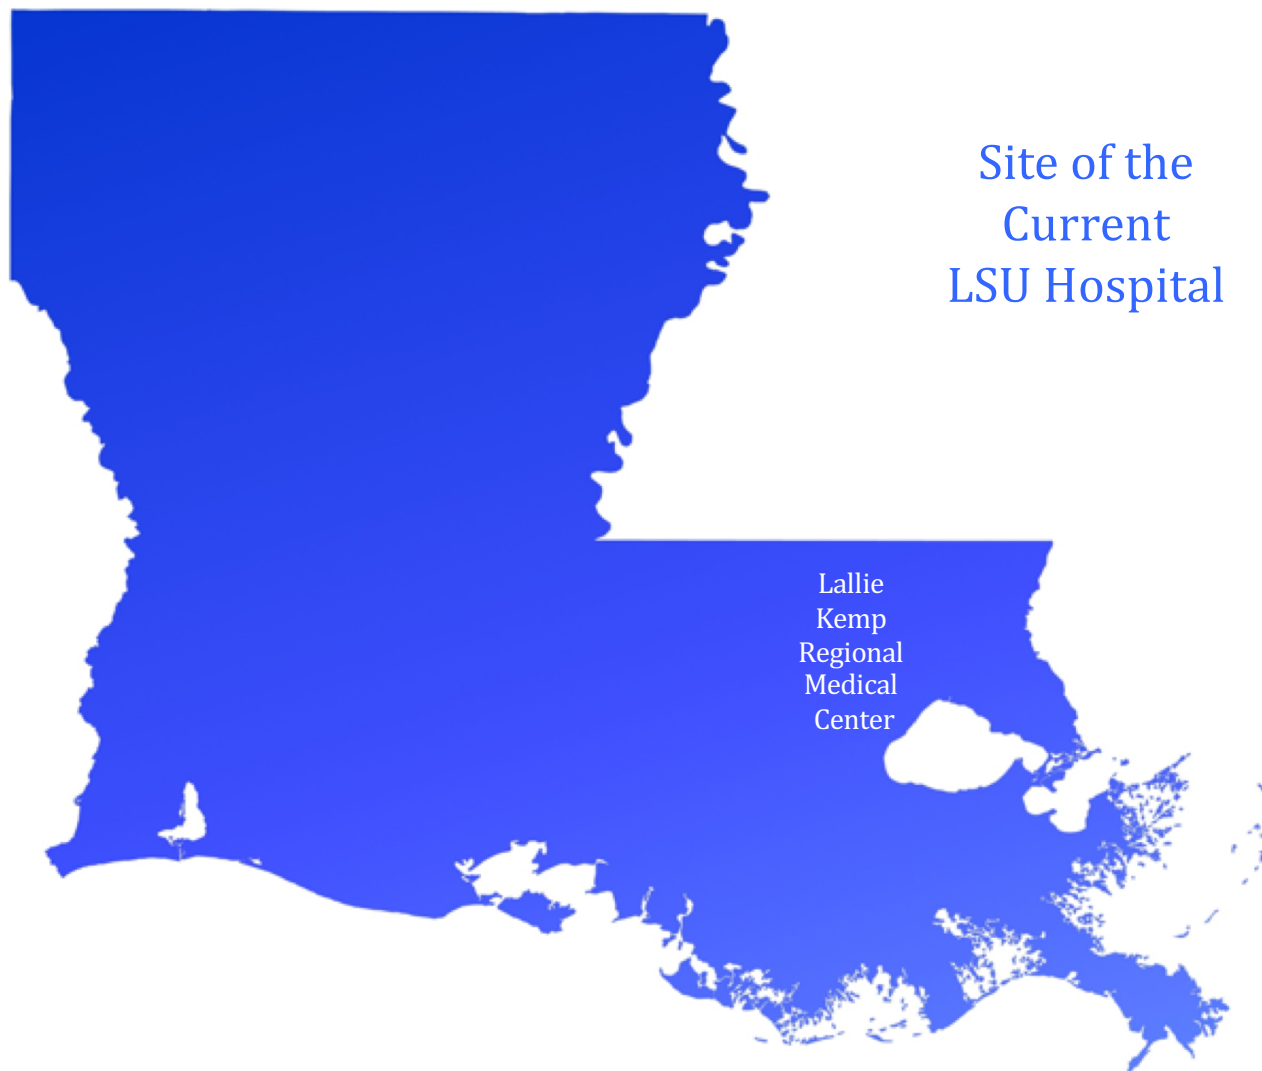 Site of the
Current
LSU Hospital
Lallie
Kemp
Regional
Medical
Center